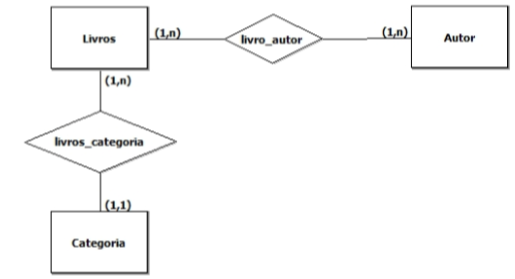 Livros
(1,n)
livro_autor
(1,n)
Autor
(1,n)
livros_categoria
(1,1)
Categoria